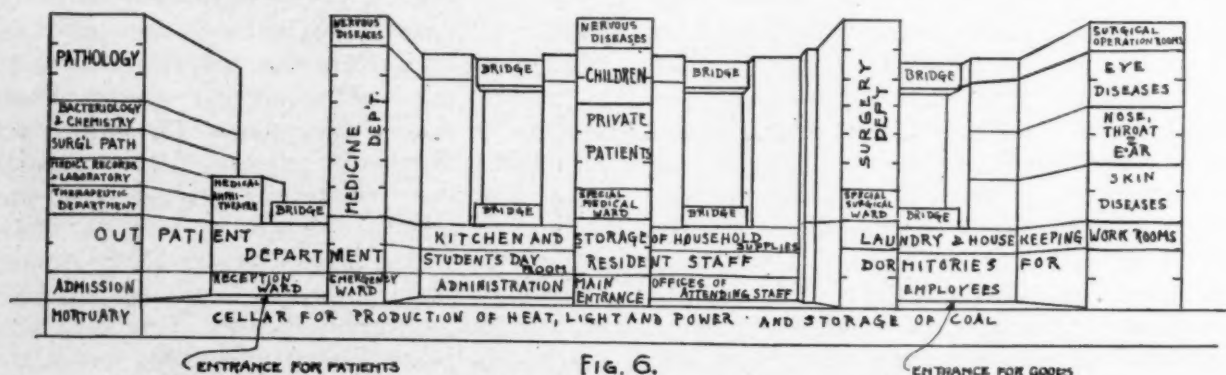 PATHOLOGY
BACTERIOLOGY
& CHEMISTRY
SURG'L PATH
MEDIC'L RECORDS
& LABORATORY
THERAPEUTIC
DEPARTMENT
MEDICAL
AMPHI-
THEATRE
BRIDGE
NERVOUS
DISEASES
MEDICINE DEP'T.
BRIDGE
BRIDGE
NERVOUS
DISEASES
CHILDREN
PRIVATE
PATIENTS
SPECIAL
MEDICAL
WARD
BRIDGE
BRIDGE
SURGERY DEP'T
SPECIAL
SURGICAL
WARD
BRIDGE
BRIDGE
SURGICAL
OPERATION ROOMS
EYE
DISEASES
NOSE,
THROAT
&
EAR
SKIN
DISEASES
OUT PATIENT
DEPARTMENT
KITCHEN AND STORAGE OF HOUSEHOLD
SUPPLIES
LAUNDRY & HOUSE KEEPING WORK ROOMS
STUDENTS DAY
ROOM
RESIDENT STAFF
DORMITORIES FOR
EMPLOYEES
ADMISSION
RECEPTION
WARD
EMERGENCY
WARD
ADMINISTRATION
MAIN
ENTRANCE
OFFICES OF
ATTENDING STAFF
MORTUARY
CELLAR FOR PRODUCTION OF HEAT, LIGHT AND POWER AND STORAGE OF COAL
ENTRANCE FOR PATIENTS
FIG. 6.
ENTRANCE FOR GOODS